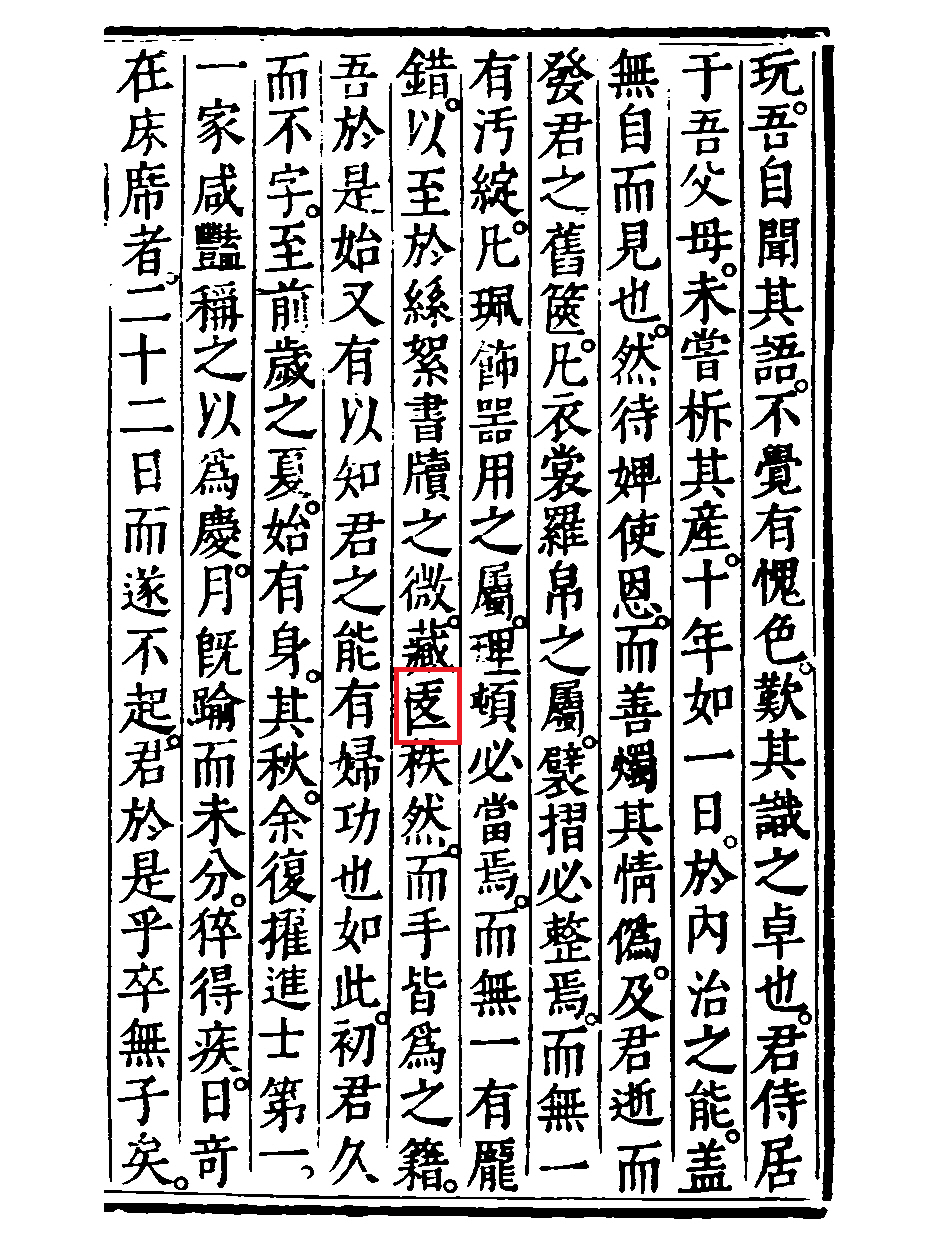 玩。吾自聞其語。不覺有愧色。歎其識之卓也。君侍居
于吾父母。未嘗柝其產。十年如一日。於內治之能。盖
無自而見也。然待婢使恩。而善燭其情僞。及君逝而
發君之舊篋。凡衣裳羅帛之屬。襞摺必整焉。而無一
有汚綻。凡珮飾噐用之屬。理頓必當焉。而無一有龎
錯。以至於絲絮書牘之微。藏秩然。而手皆爲之籍。
吾於是始又有以知君之能有婦功也如此。初君久
而不字。至前歲之夏。始有身。其秋。余復擢進士第一、
一家咸豔稱之以爲慶。月旣踰而未分。猝得疾。日奇
在床席者。二十二日而遂不起。君於是乎卒無子矣。